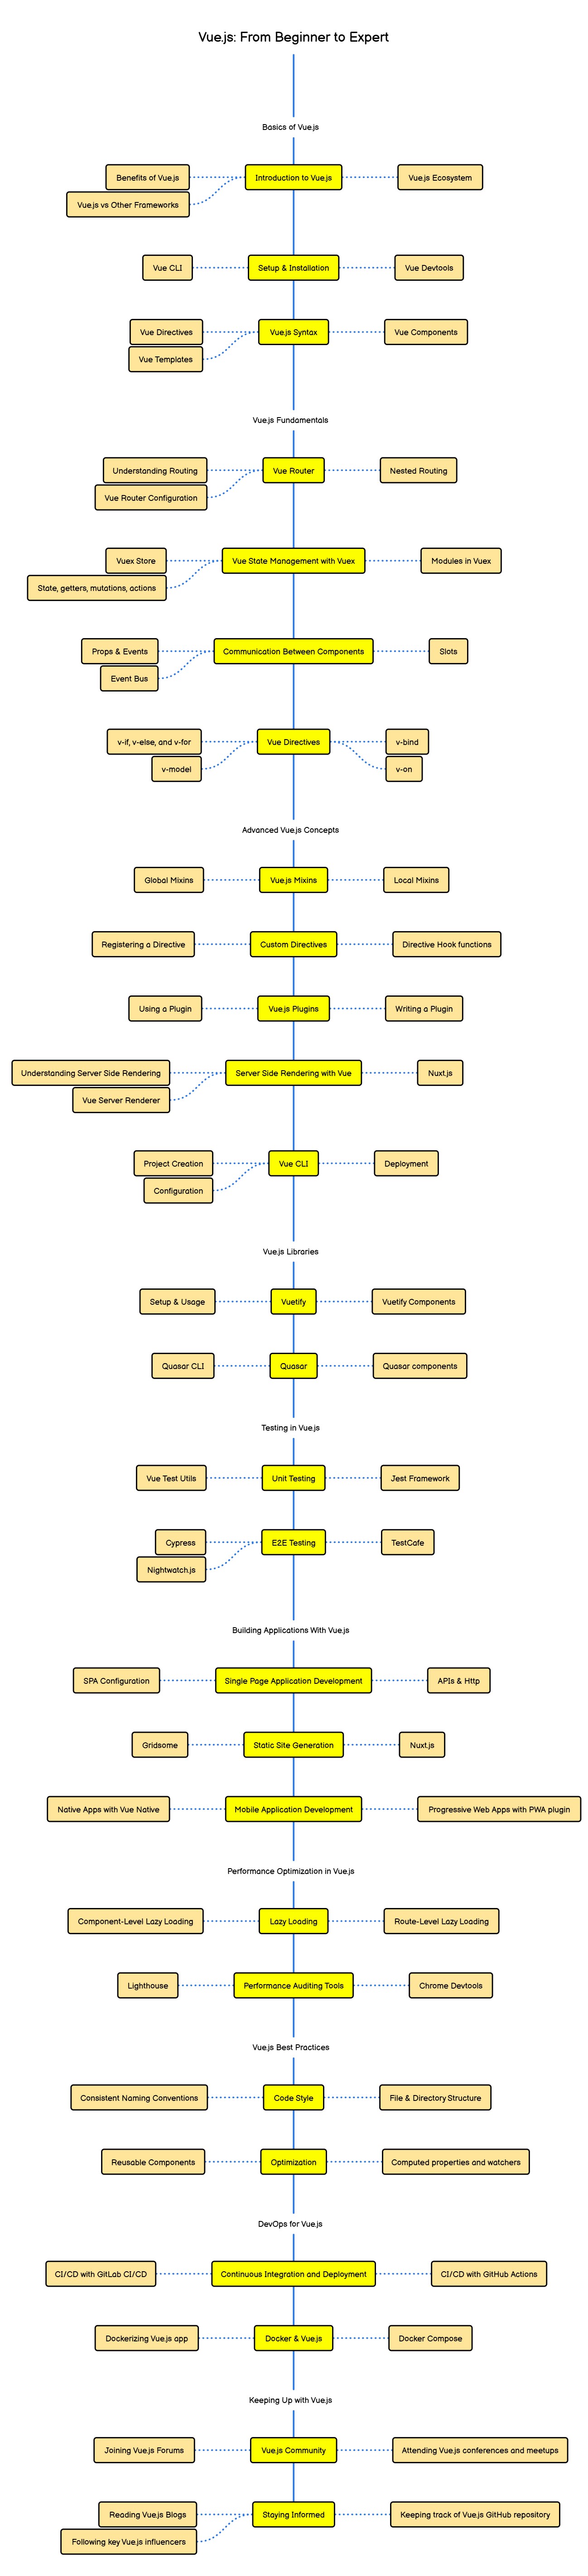 Vue.js: From Beginner to Expert
Basics of Vue.js
Benefits of Vue.js
Introduction to Vue.js
Vue.js Ecosystem
Vue.js vs Other Frameworks
Vue CLI
Setup & Installation
Vue Devtools
Vue Directives
Vue.js Syntax
Vue Components
Vue Templates
Vue.js Fundamentals
Understanding Routing
Vue Router
Nested Routing
Vue Router Configuration
Vuex Store
Vue State Management with Vuex
Modules in Vuex
State, getters, mutations, actions
Props & Events
Communication Between Components
Slots
Event Bus
v-if, v-else, and v-for
Vue Directives
v-bind
v-model
v-on
Advanced Vue.js Concepts
Global Mixins
Vue.js Mixins
Local Mixins
Registering a Directive
Custom Directives
Directive Hook functions
Using a Plugin
Vue.js Plugins
Writing a Plugin
Understanding Server Side Rendering
Server Side Rendering with Vue
Nuxt.js
Vue Server Renderer
Project Creation
Vue CLI
Deployment
Configuration
Vue.js Libraries
Setup & Usage
Vuetify
Vuetify Components
Quasar CLI
Quasar
Quasar components
Testing in Vue.js
Vue Test Utils
Unit Testing
Jest Framework
Cypress
E2E Testing
TestCafe
Nightwatch.js
Building Applications With Vue.js
SPA Configuration
Single Page Application Development
APIs & Http
Gridsome
Static Site Generation
Nuxt.js
Native Apps with Vue Native
Mobile Application Development
Progressive Web Apps with PWA plugin
Performance Optimization in Vue.js
Component-Level Lazy Loading
Lazy Loading
Route-Level Lazy Loading
Lighthouse
Performance Auditing Tools
Chrome Devtools
Vue.js Best Practices
Consistent Naming Conventions
Code Style
File & Directory Structure
Reusable Components
Optimization
Computed properties and watchers
DevOps for Vue.js
CI/CD with GitLab CI/CD
Continuous Integration and Deployment
CI/CD with GitHub Actions
Dockerizing Vue.js app
Docker & Vue.js
Docker Compose
Keeping Up with Vue.js
Joining Vue.js Forums
Vue.js Community
Attending Vue.js conferences and meetups
Reading Vue.js Blogs
Staying Informed
Keeping track of Vue.js GitHub repository
Following key Vue.js influencers